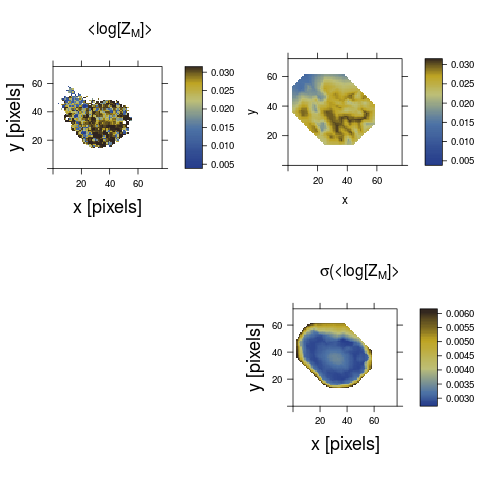 <log[Z_M]>
60
40
20
20 40 60
y [pixels]
x [pixels]
0.030
0.025
0.020
0.015
0.010
0.005
60
40
20
20 40 60
y
x
0.030
0.025
0.020
0.015
0.010
0.005
σ(<log[Z_M]>
60
40
20
20 40 60
y [pixels]
x [pixels]
0.0060
0.0055
0.0050
0.0045
0.0040
0.0035
0.0030